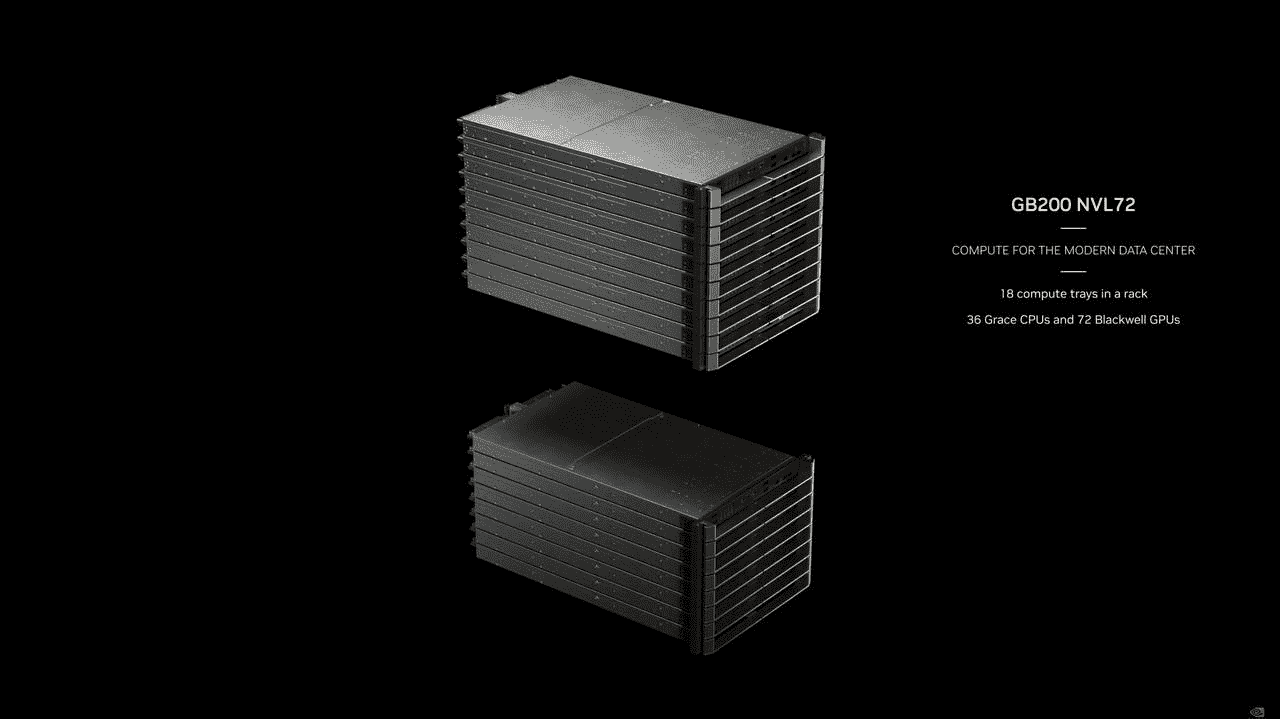 GB200 NVL72
COMPUTE FOR THE MODERN DATA CENTER
18 compute trays in a rack
36 Grace CPUs and 72 Blackwell GPUs